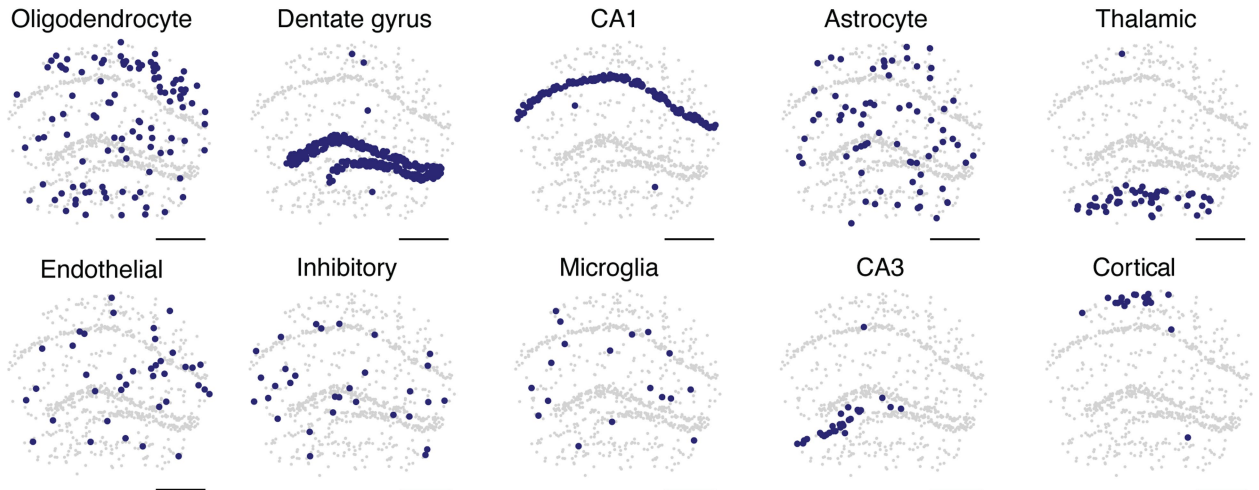 Oligodendrocyte Dentate gyrus CA1 Astrocyte Thalamic
Endothelial Inhibitory Microglia CA3 Cortical